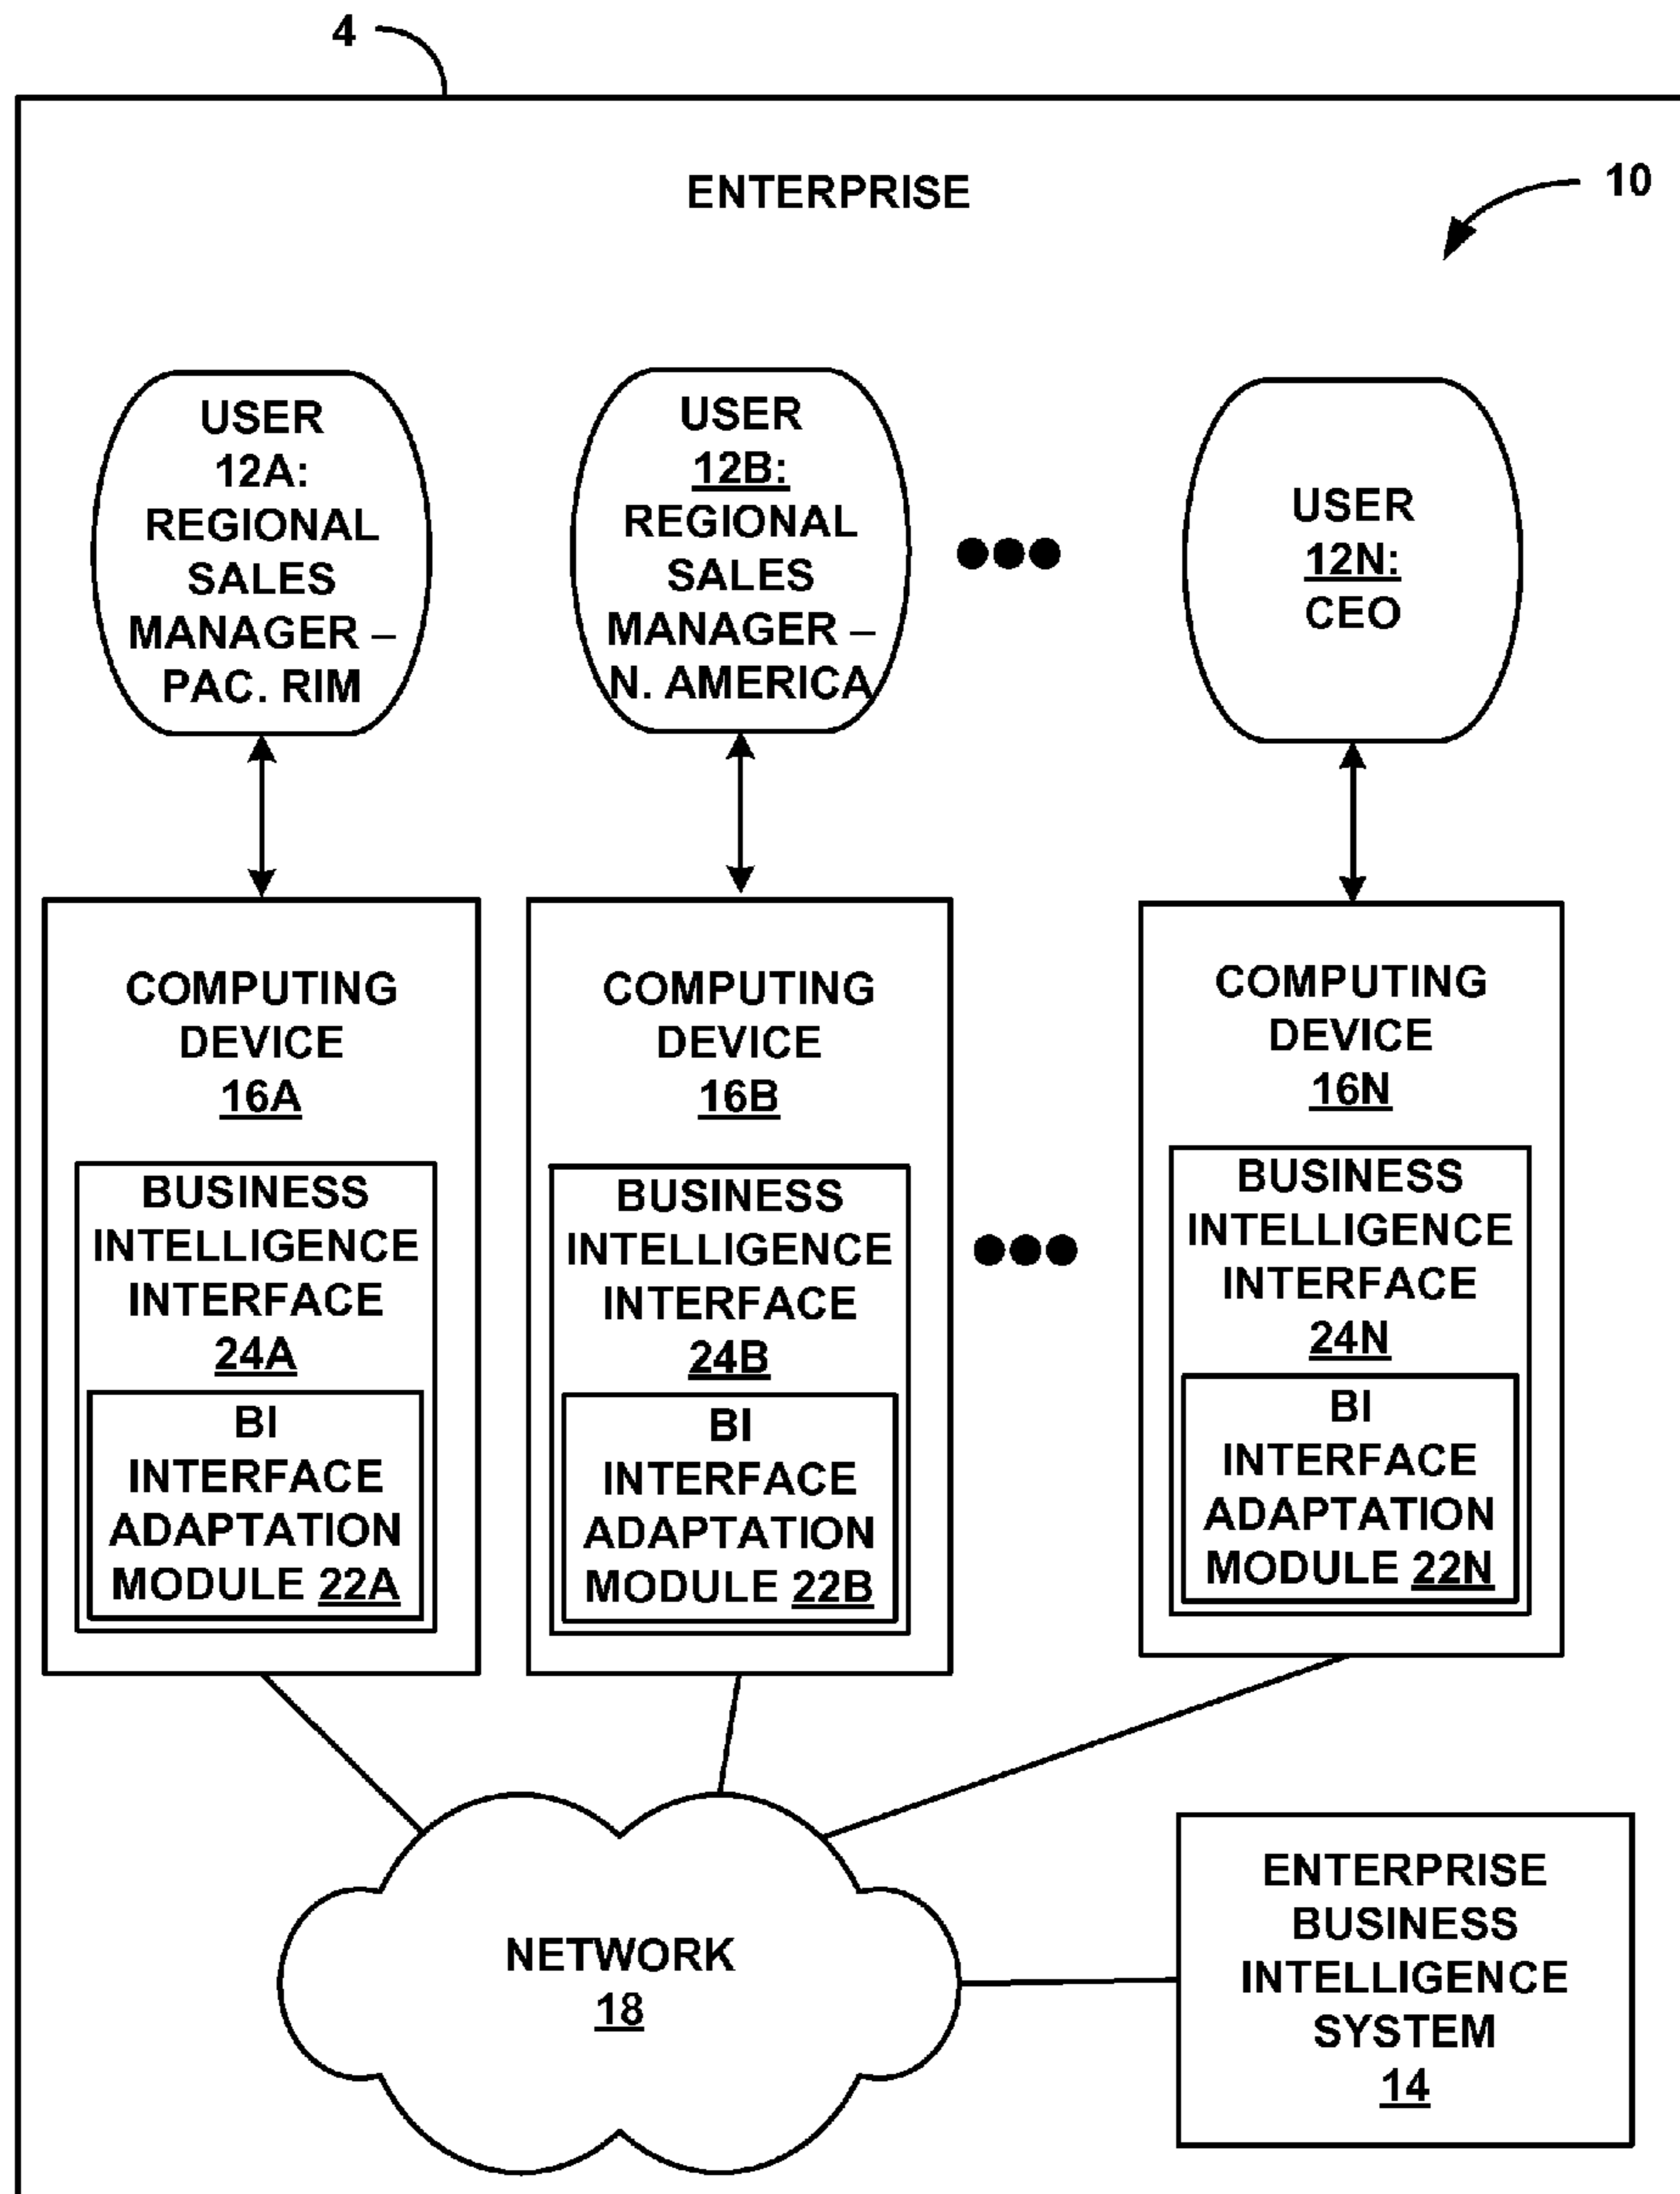 4
10
ENTERPRISE
USER
12A:
REGIONAL
SALES
MANAGER –
PAC. RIM
USER
12B:
REGIONAL
SALES
MANAGER –
N. AMERICA
USER
12N:
CEO
COMPUTING
DEVICE
16A
BUSINESS
INTELLIGENCE
INTERFACE
24A
BI
INTERFACE
ADAPTATION
MODULE 22A
COMPUTING
DEVICE
16B
BUSINESS
INTELLIGENCE
INTERFACE
24B
BI
INTERFACE
ADAPTATION
MODULE 22B
COMPUTING
DEVICE
16N
BUSINESS
INTELLIGENCE
INTERFACE
24N
BI
INTERFACE
ADAPTATION
MODULE 22N
NETWORK
18
ENTERPRISE
BUSINESS
INTELLIGENCE
SYSTEM
14